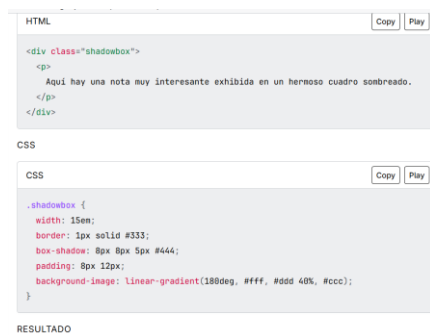 HTML
Copy
Play
<div class="shadowbox">
<p>
Aquí hay una nota muy interesante exhibida en un hermoso cuadro sombreado.
</p>
</div>
CSS
CSS
Copy
Play
.shadowbox {
width: 15em;
border: 1px solid #333;
box-shadow: 8px 8px 5px #444;
padding: 8px 12px;
background-image: linear-gradient(180deg, #fff, #ddd 40%, #ccc);
}
RESULTADO